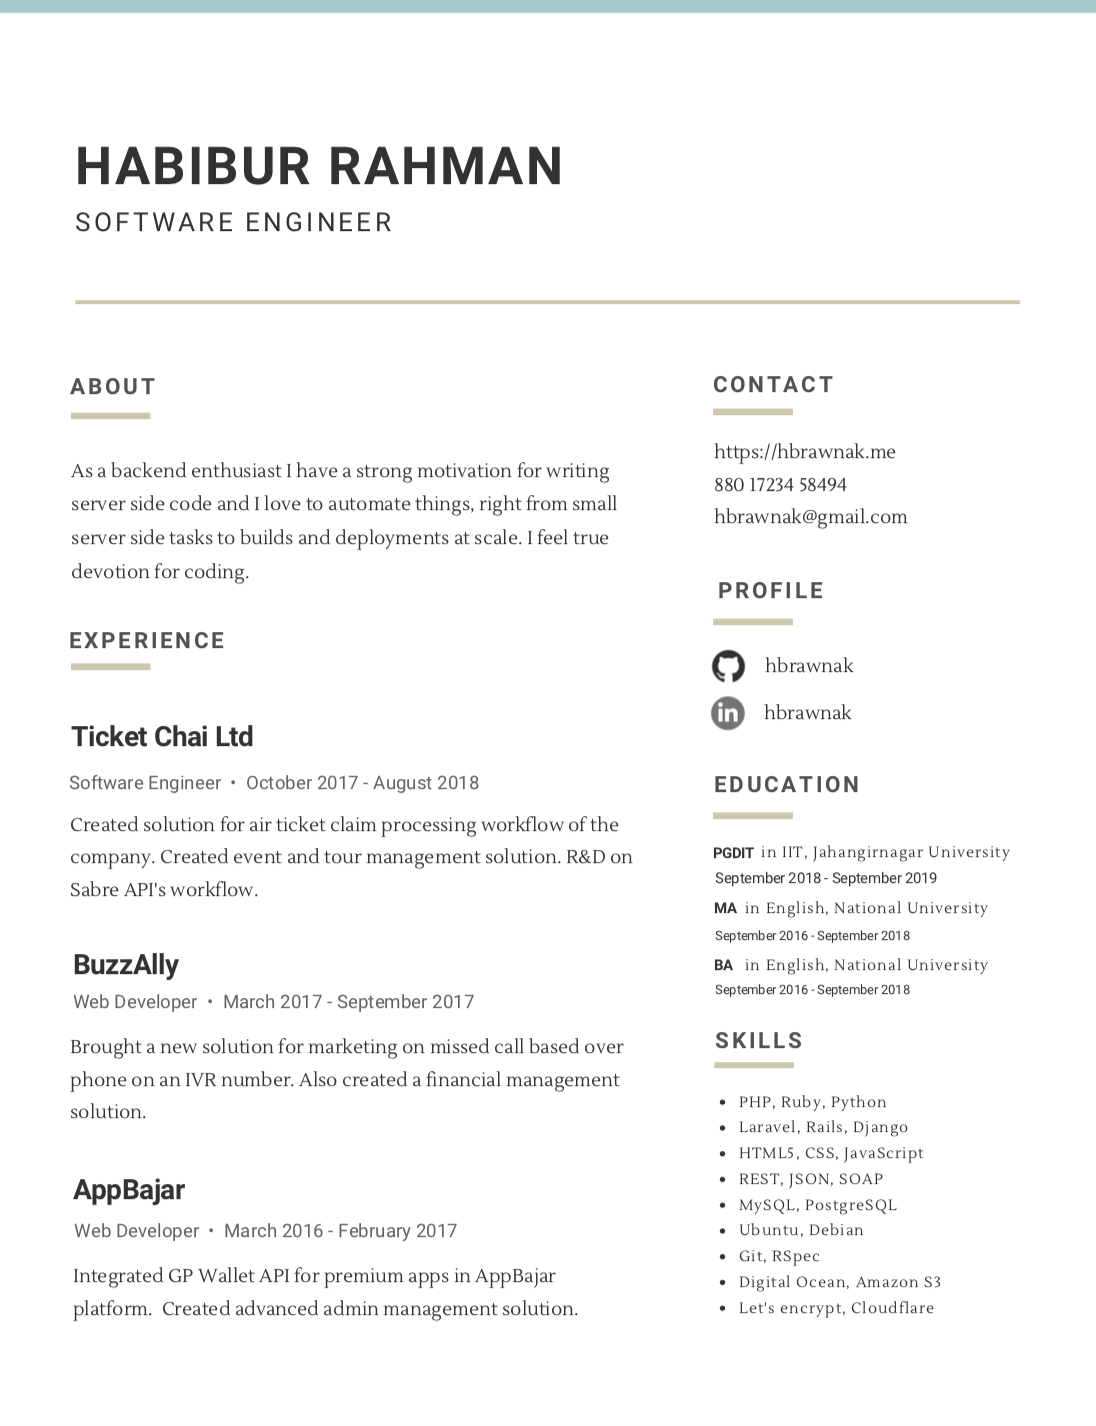 HABIBUR RAHMAN
SOFTWARE ENGINEER
ABOUT
As a backend enthusiast I have a strong motivation for writing
server side code and I love to automate things, right from small
server side tasks to builds and deployments at scale. I feel true
devotion for coding.
EXPERIENCE
Ticket Chai Ltd
Software Engineer • October 2017 - August 2018
Created solution for air ticket claim processing workflow of the
company. Created event and tour management solution. R&D on
Sabre API's workflow.
BuzzAlly
Web Developer • March 2017 - September 2017
Brought a new solution for marketing on missed call based over
phone on an IVR number. Also created a financial management
solution.
AppBajar
Web Developer • March 2016 - February 2017
Integrated GP Wallet API for premium apps in AppBajar
platform. Created advanced admin management solution.
CONTACT
https://hbrawnak.me
880 17234 58494
hbrawnak@gmail.com
PROFILE
hbrawnak
in hbrawnak
EDUCATION
PGDIT in IIT, Jahangirnagar University
September 2018 - September 2019
MA in English, National University
September 2016 - September 2018
BA in English, National University
September 2016 - September 2018
SKILLS
• PHP, Ruby, Python
• Laravel, Rails, Django
• HTML5, CSS, JavaScript
• REST, JSON, SOAP
• MySQL, PostgreSQL
• Ubuntu, Debian
• Git, RSpec
• Digital Ocean, Amazon S3
• Let's encrypt, Cloudflare